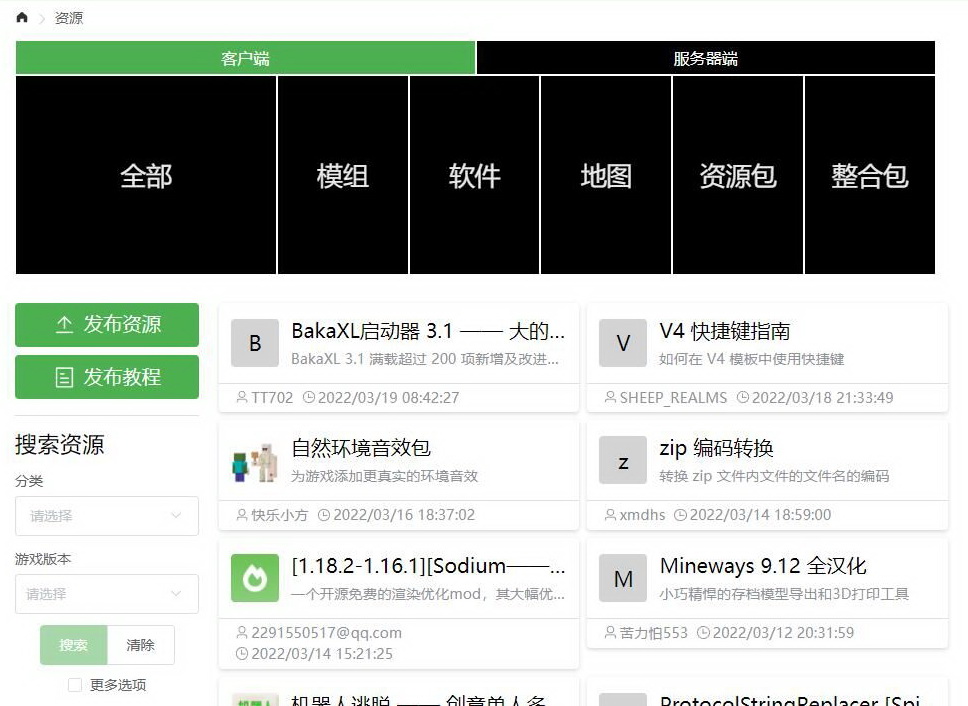 资源
客户端
服务器端
全部
模组
软件
地图
资源包
整合包
发布资源
发布教程
搜索资源
分类
请选择
游戏版本
请选择
搜索
清除
更多选项
B
BakaXL启动器 3.1 —— 大的...
BakaXL 3.1 满载超过 200 项新增及改进...
TT702 2022/03/19 08:42:27
V
V4 快捷键指南
如何在 V4 模板中使用快捷键
SHEEP_REALMS 2022/03/18 21:33:49
自然环境音效包
为游戏添加更真实的环境音效
快乐小方 2022/03/16 18:37:02
z
zip 编码转换
转换 zip 文件内文件的文件名的编码
xmdhs 2022/03/14 18:59:00
[1.18.2-1.16.1][Sodium——...
一个开源免费的渲染优化mod，其大幅优...
2291550517@qq.com
2022/03/14 15:21:25
M
Mineways 9.12 全汉化
小巧精悍的存档模型导出和3D打印工具
苦力怕553 2022/03/12 20:31:59
机器人
机器人逃脱 —— 创意单人多...
ProtocolStringReplacer [Spi...